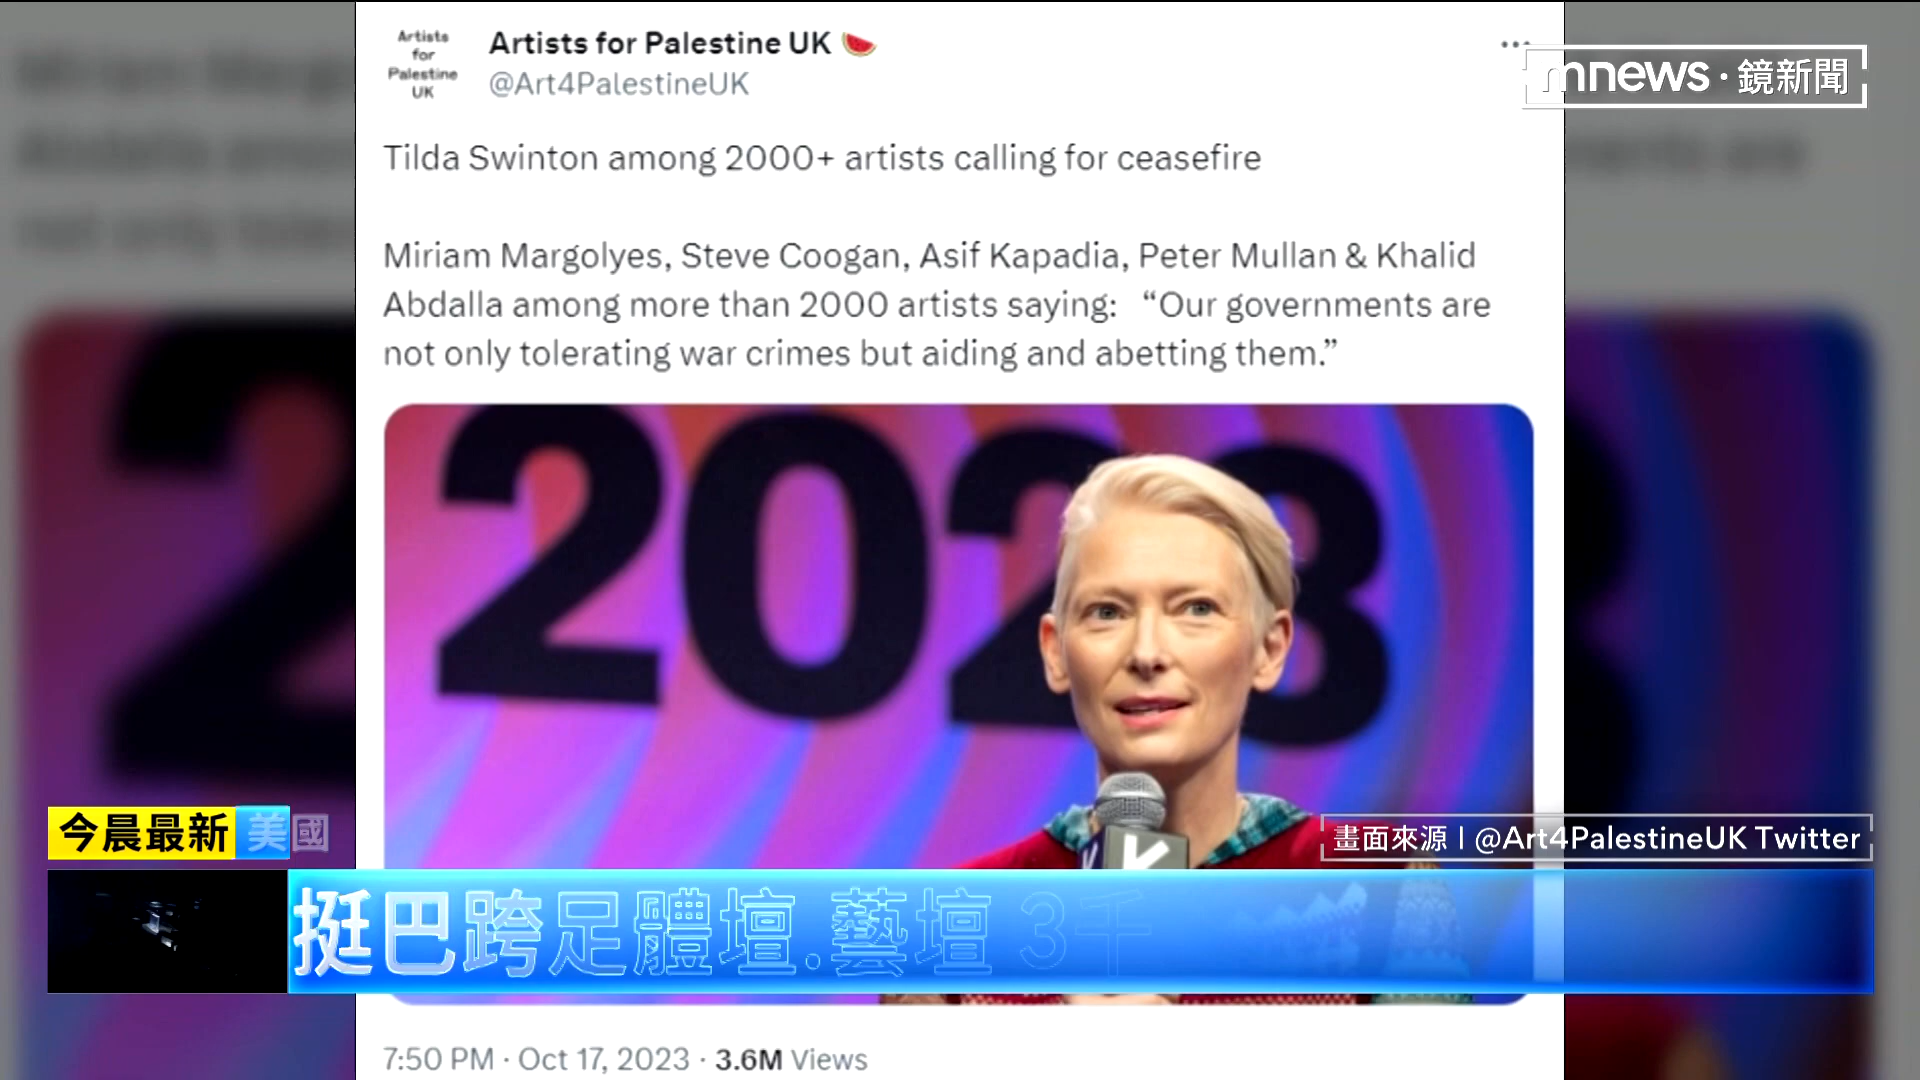 Artists
for
Palestine
UK
Artists for Palestine UK
@Art4PalestineUK
mnews · 鏡新聞
Tilda Swinton among 2000+ artists calling for ceasefire
Miriam Margolyes, Steve Coogan, Asif Kapadia, Peter Mullan & Khalid
Abdalla among more than 2000 artists saying: “Our governments are
not only tolerating war crimes but aiding and abetting them.”
2023
今晨最新 美國
畫面來源 | @Art4PalestineUK Twitter
挺巴跨足體壇.藝壇 3千
7:50 PM · Oct 17, 2023 · 3.6M Views